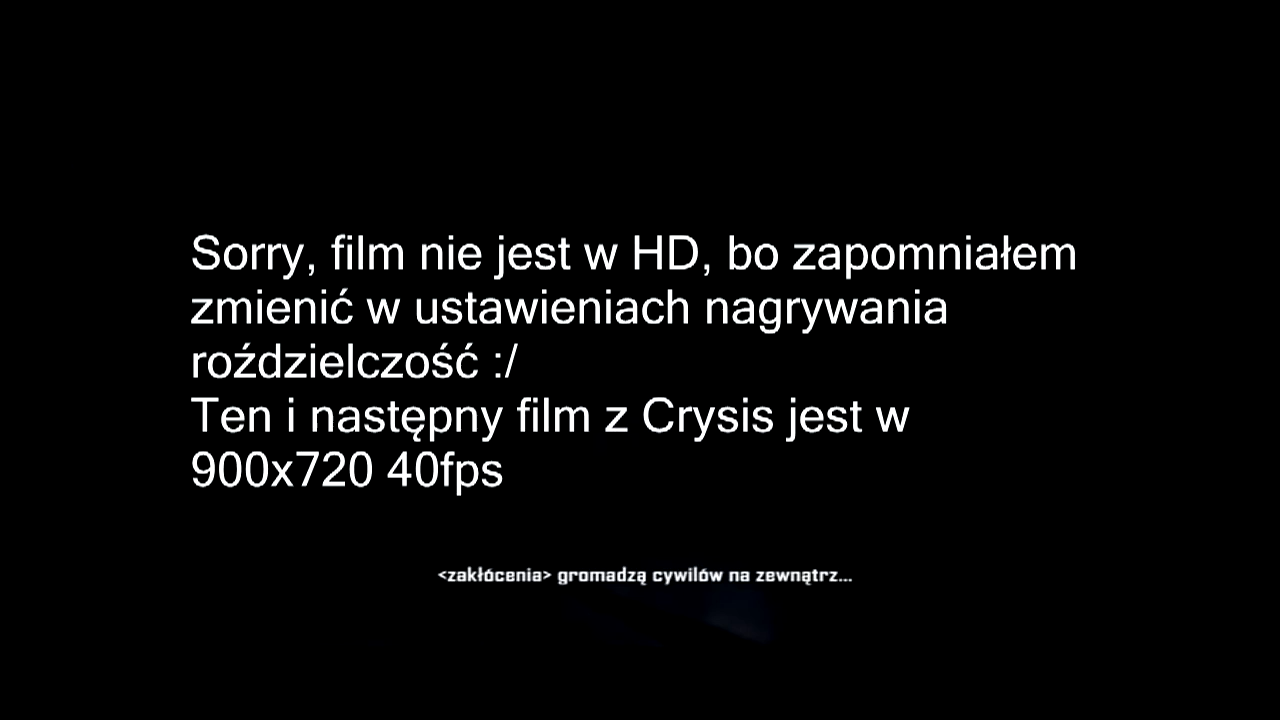 Sorry, film nie jest w HD, bo zapomniałem
zmienić w ustawieniach nagrywania
roździelczość :/
Ten i następny film z Crysis jest w
900x720 40fps
<zakłócenia> gromadzą cywilów na zewnątrz...